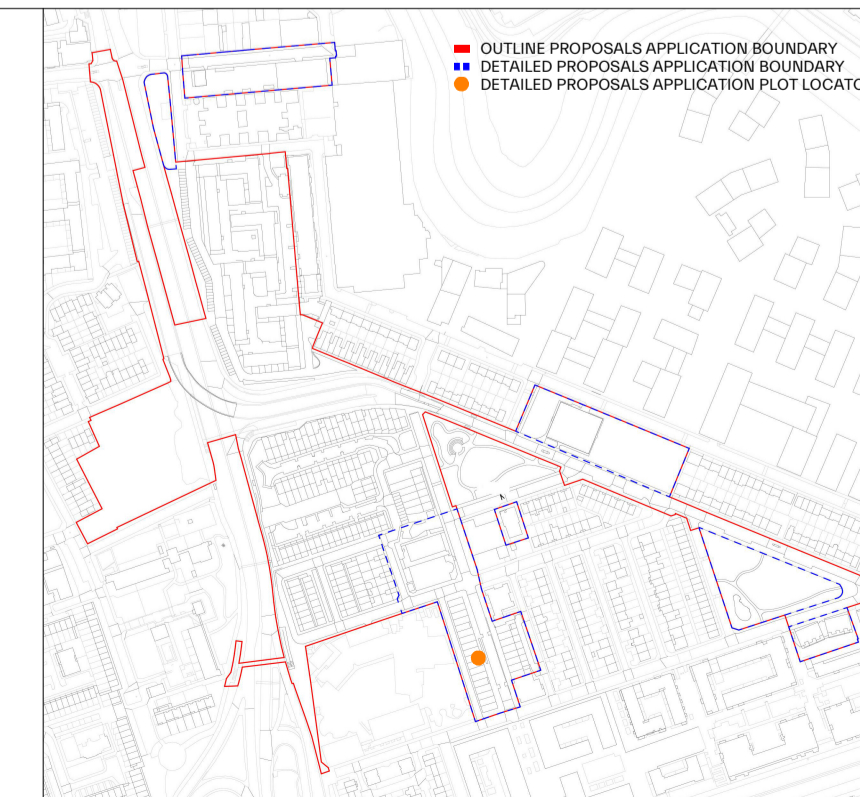 OUTLINE PROPOSALS APPLICATION BOUNDARY
DETAILED PROPOSALS APPLICATION BOUNDARY
DETAILED PROPOSALS APPLICATION PLOT LOCATO